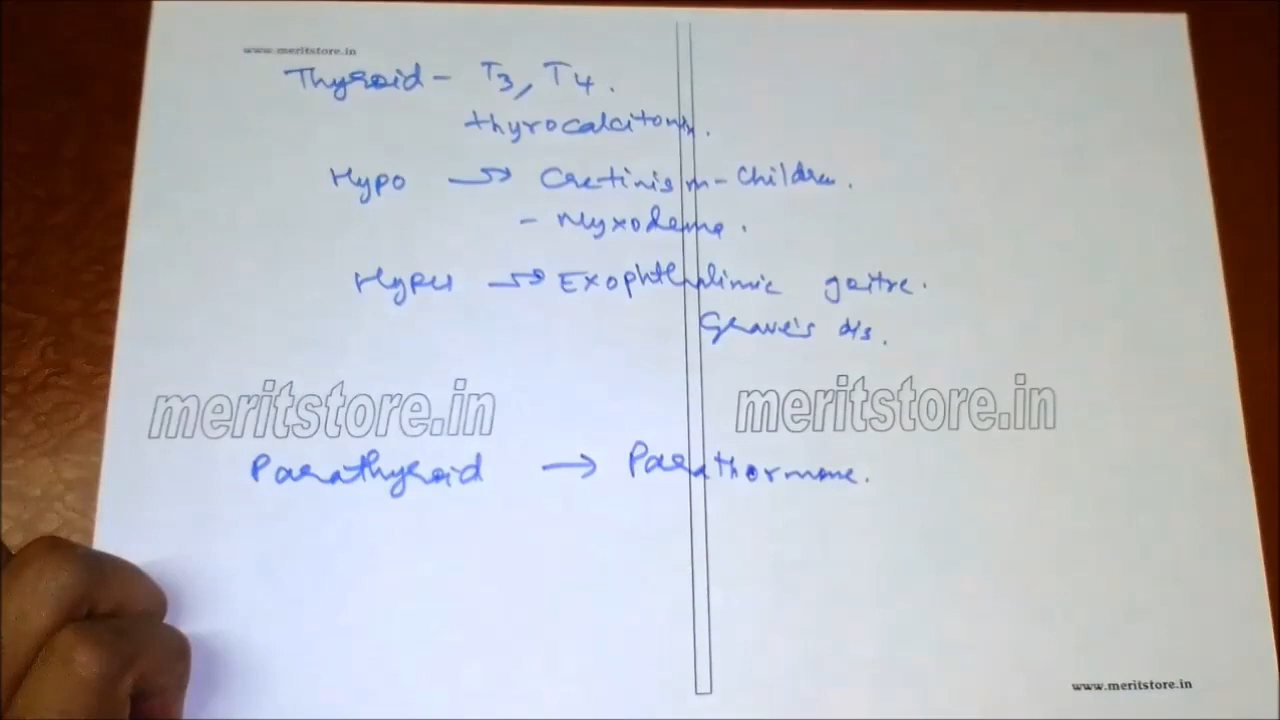 www.meritstore.in
Thyroid - T3, T4.
thyrocalcitonin.
Hypo → Cretinism - Children.
- Myxodema.
Hyper → Exophthalimic goitre.
Grave's dis.
meritstore.in meritstore.in
Parathyroid → Parathormone.
www.meritstore.in